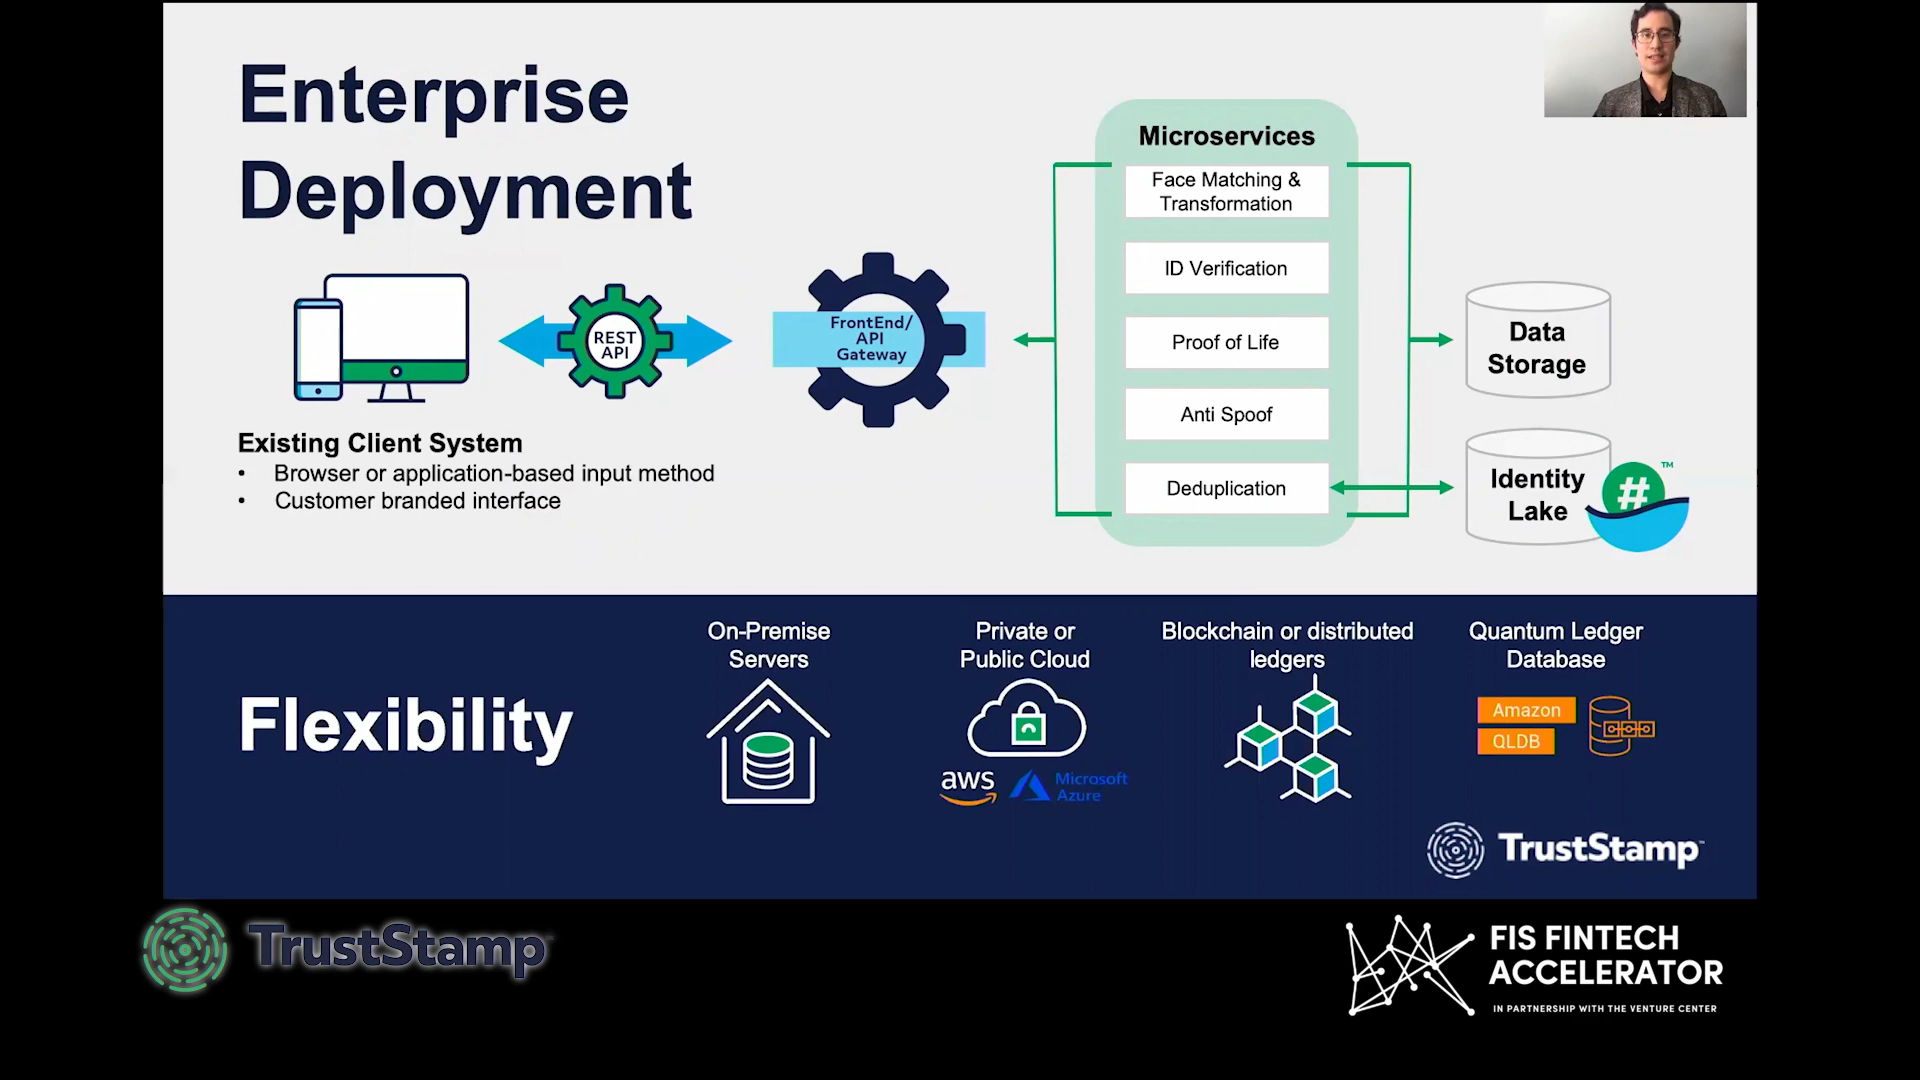 Enterprise
Deployment
Microservices
Face Matching &
Transformation
ID Verification
Proof of Life
Anti Spoof
Deduplication
REST
API
FrontEnd/
API
Gateway
Data
Storage
Identity
Lake
#
™
Existing Client System
• Browser or application-based input method
• Customer branded interface
Flexibility
On-Premise
Servers
Private or
Public Cloud
aws
Microsoft
Azure
Blockchain or distributed
ledgers
Quantum Ledger
Database
Amazon
QLDB
TrustStamp™
TrustStamp
FIS FINTECH
ACCELERATOR
IN PARTNERSHIP WITH THE VENTURE CENTER